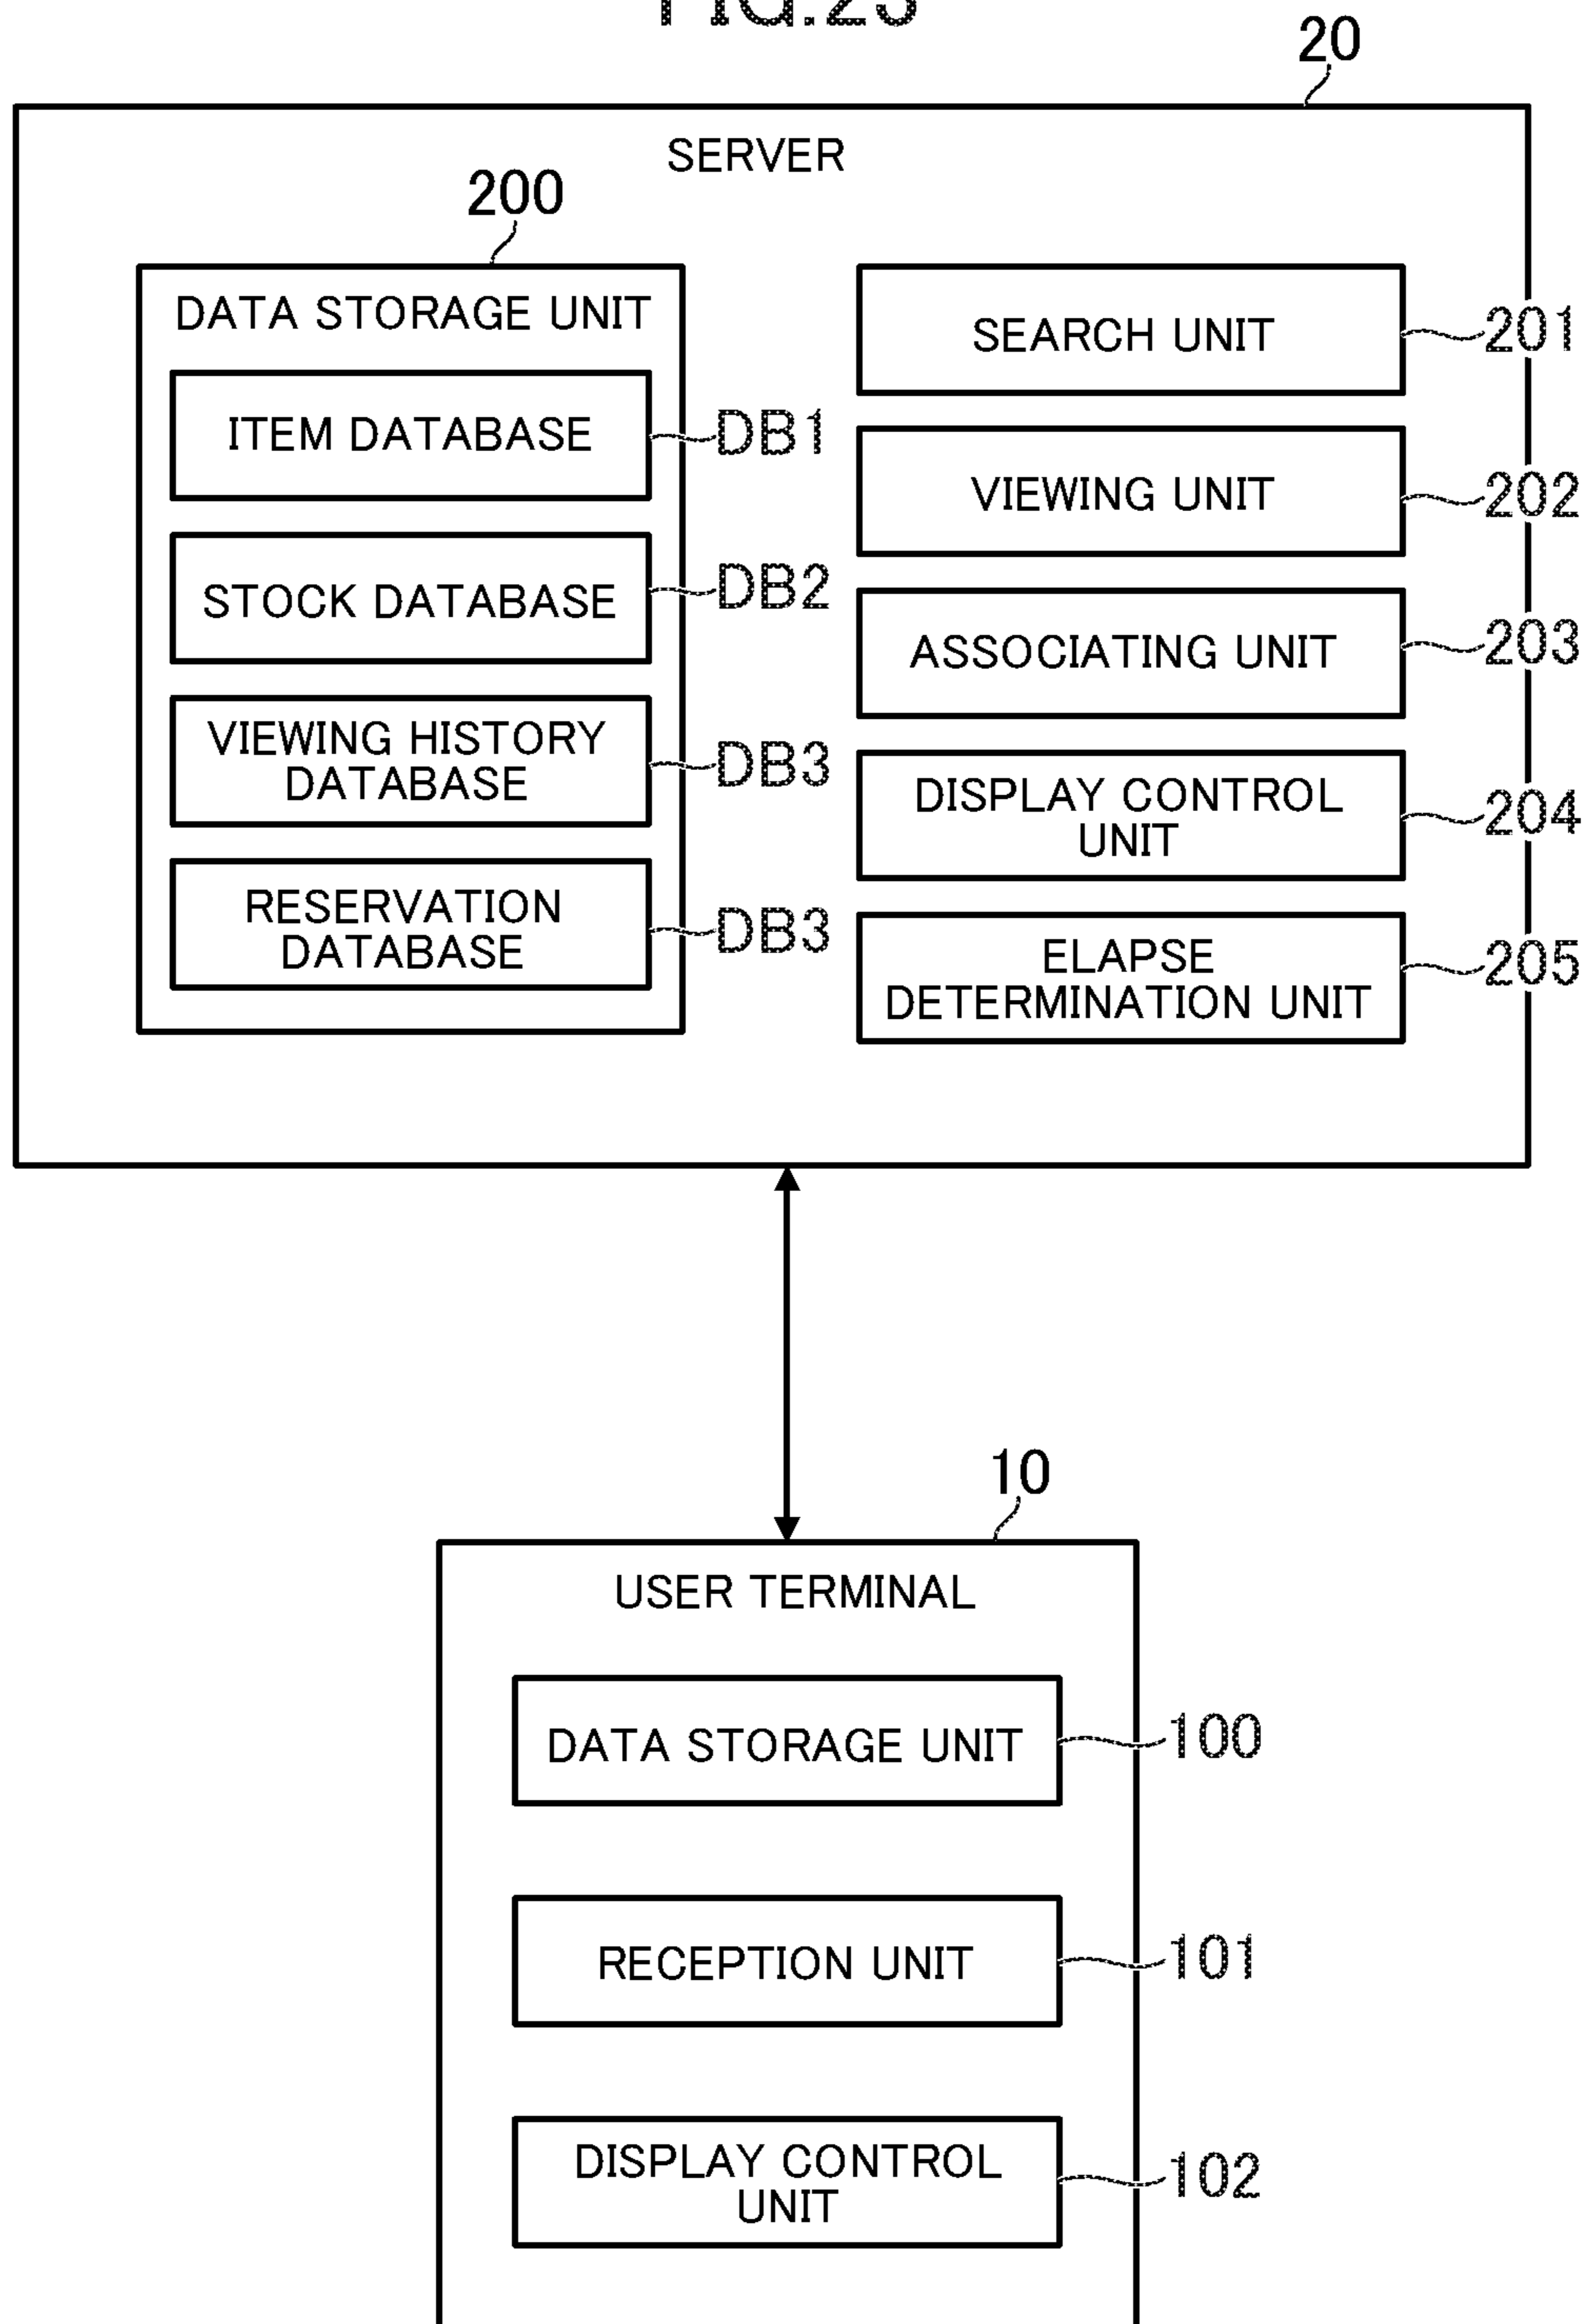 FIG.23
20
SERVER
200
DATA STORAGE UNIT
ITEM DATABASE
DB1
STOCK DATABASE
DB2
VIEWING HISTORY
DATABASE
DB3
RESERVATION
DATABASE
DB3
SEARCH UNIT
201
VIEWING UNIT
202
ASSOCIATING UNIT
203
DISPLAY CONTROL
UNIT
204
ELAPSE
DETERMINATION UNIT
205
10
USER TERMINAL
DATA STORAGE UNIT
100
RECEPTION UNIT
101
DISPLAY CONTROL
UNIT
102